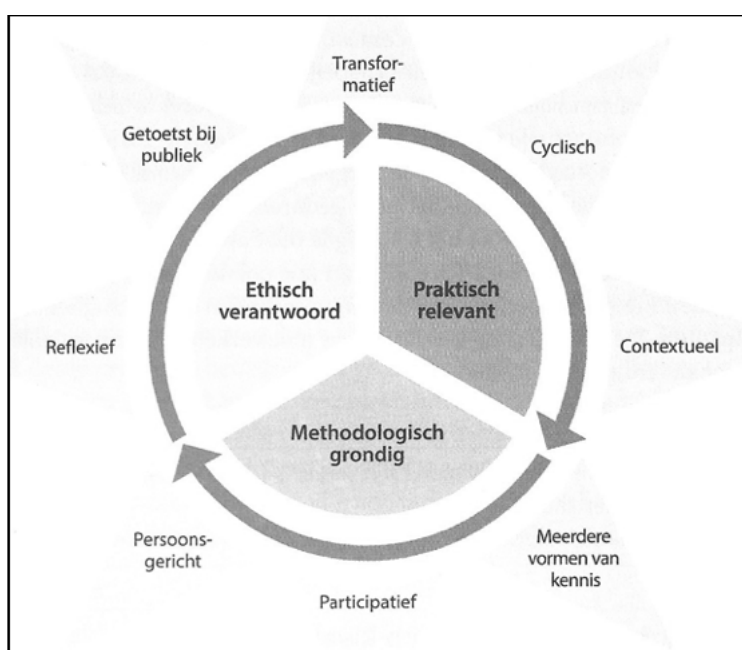 Transfor-
matief
Getoetst bij
publiek
Cyclisch
Ethisch
verantwoord
Praktisch
relevant
Reflexief
Contextueel
Methodologisch
grondig
Persoons-
gericht
Meerdere
vormen van
kennis
Participatief